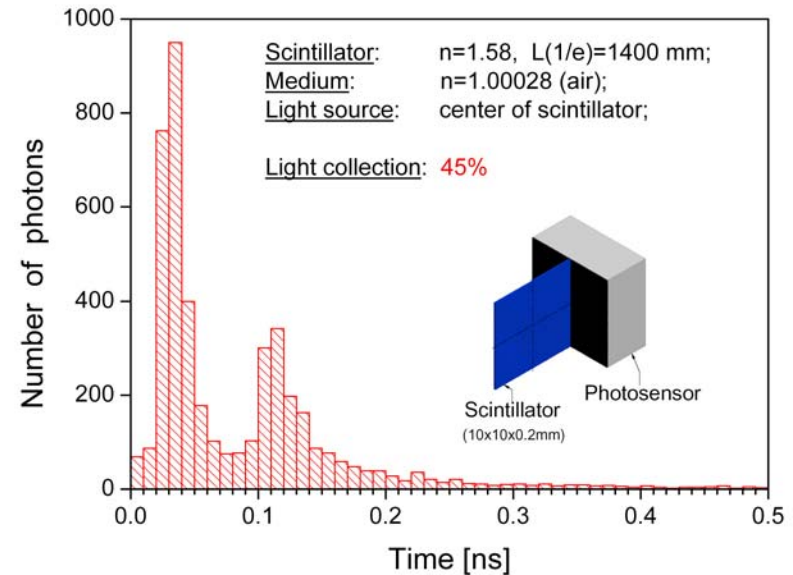 Number of photons
1000
800
600
400
200
0
Scintillator: n=1.58, L(1/e)=1400 mm;
Medium: n=1.00028 (air);
Light source: center of scintillator;
Light collection: 45%
Photosensor
Scintillator
(10x10x0.2mm)
0.0 0.1 0.2 0.3 0.4 0.5
Time [ns]